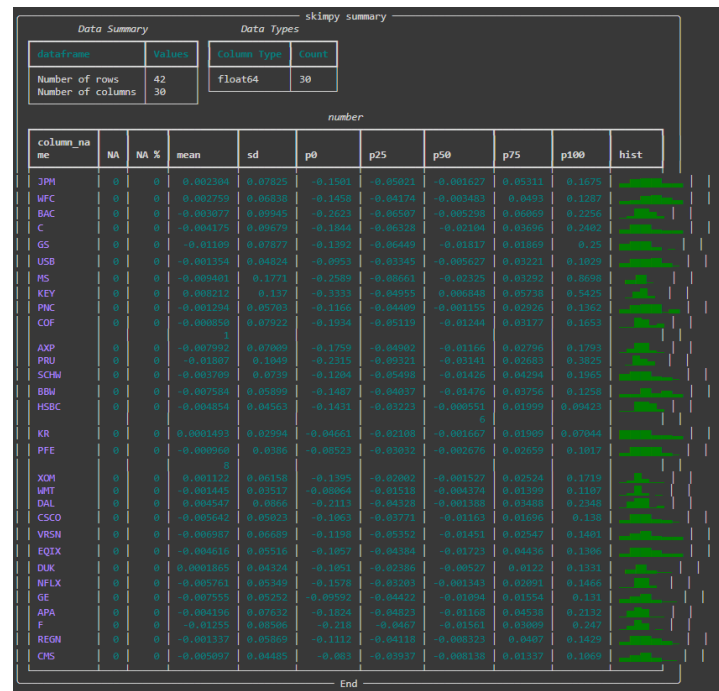 skimpy summary
Data Summary Data Types
dataframe Values Column Type Count
Number of rows 42 float64 30
Number of columns 30
number
column_na
me NA NA % mean sd p0 p25 p50 p75 p100 hist
JPM 0 0 0.002304 0.07825 -0.1501 -0.05021 -0.001627 0.05311 0.1675
WFC 0 0 0.002759 0.06838 -0.1458 -0.04174 -0.003483 0.0493 0.1287
BAC 0 0 -0.003077 0.09945 -0.2623 -0.06507 -0.005298 0.06069 0.2256
C 0 0 -0.004175 0.09679 -0.1844 -0.06328 -0.02104 0.03696 0.2402
GS 0 0 -0.01109 0.07877 -0.1392 -0.06449 -0.01817 0.01869 0.25
USB 0 0 -0.001354 0.04824 -0.0953 -0.03345 -0.005627 0.03221 0.1029
MS 0 0 -0.009401 0.1771 -0.2589 -0.08661 -0.02325 0.03292 0.8698
KEY 0 0 0.008212 0.137 -0.3333 -0.04955 0.006848 0.05738 0.5425
PNC 0 0 -0.001294 0.05703 -0.1166 -0.04409 -0.001155 0.02926 0.1362
COF 0 0 -0.000850 0.07922 -0.1934 -0.05119 -0.01244 0.03177 0.1653
1
AXP 0 0 -0.007992 0.07009 -0.1759 -0.04902 -0.01166 0.02796 0.1793
PRU 0 0 -0.01807 0.1049 -0.2315 -0.09321 -0.03141 0.02683 0.3825
SCHW 0 0 -0.003709 0.0739 -0.1204 -0.05498 -0.01426 0.04294 0.1965
BBW 0 0 -0.007584 0.05899 -0.1487 -0.04037 -0.01476 0.03756 0.1258
HSBC 0 0 -0.004854 0.04563 -0.1431 -0.03223 -0.000551 0.01999 0.09423
6
KR 0 0 0.0001493 0.02994 -0.04661 -0.02108 -0.001667 0.01909 0.07044
PFE 0 0 -0.000960 0.0386 -0.08523 -0.03032 -0.002676 0.02659 0.1017
8
XOM 0 0 0.001122 0.06158 -0.1395 -0.02002 -0.001527 0.02524 0.1719
WMT 0 0 -0.001445 0.03517 -0.08064 -0.01518 -0.004374 0.01399 0.1107
DAL 0 0 -0.004547 0.0866 -0.2113 -0.04328 -0.001388 0.03488 0.2348
CSCO 0 0 -0.005642 0.05023 -0.1063 -0.03771 -0.01163 0.01696 0.138
VRSN 0 0 -0.006987 0.06689 -0.1198 -0.05352 -0.01451 0.02547 0.1401
EQIX 0 0 -0.004616 0.05516 -0.1057 -0.04384 -0.01723 0.04436 0.1306
DUK 0 0 0.0001865 0.04324 -0.1051 -0.02386 -0.00527 0.0122 0.1331
NFLX 0 0 -0.005761 0.05349 -0.1578 -0.03203 -0.001343 0.02091 0.1466
GE 0 0 -0.007555 0.05252 -0.09592 -0.04422 -0.01094 0.01554 0.131
APA 0 0 -0.004196 0.07632 -0.1824 -0.04823 -0.01168 0.04538 0.2132
F 0 0 -0.01255 0.08506 -0.218 -0.0467 -0.01561 0.03009 0.247
REGN 0 0 -0.001337 0.05869 -0.1112 -0.04118 -0.008323 0.0407 0.1429
CMS 0 0 -0.005097 0.04485 -0.083 -0.03937 -0.008138 0.01337 0.1069
End